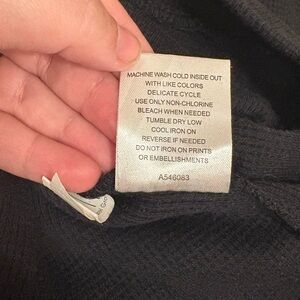 MACHINE WASH COLD INSIDE OUT
WITH LIKE COLORS
DELICATE CYCLE
USE ONLY NON-CHLORINE
BLEACH WHEN NEEDED
TUMBLE DRY LOW
COOL IRON ON
REVERSE IF NEEDED
DO NOT IRON ON PRINTS
OR EMBELLISHMENTS
A546083